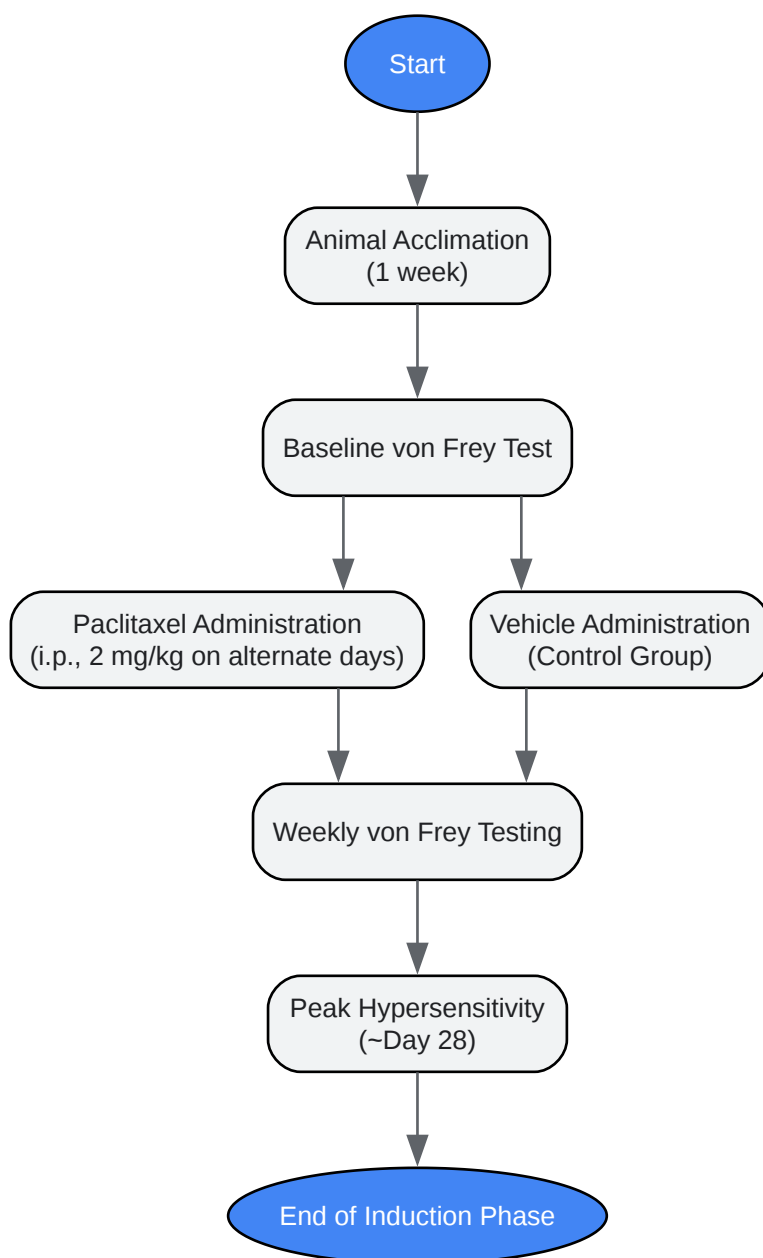 Start
Animal Acclimation
(1 week)
Baseline von Frey Test
Paclitaxel Administration
(i.p., 2 mg/kg on alternate days)
Vehicle Administration
(Control Group)
Weekly von Frey Testing
Peak Hypersensitivity
(~Day 28)
End of Induction Phase